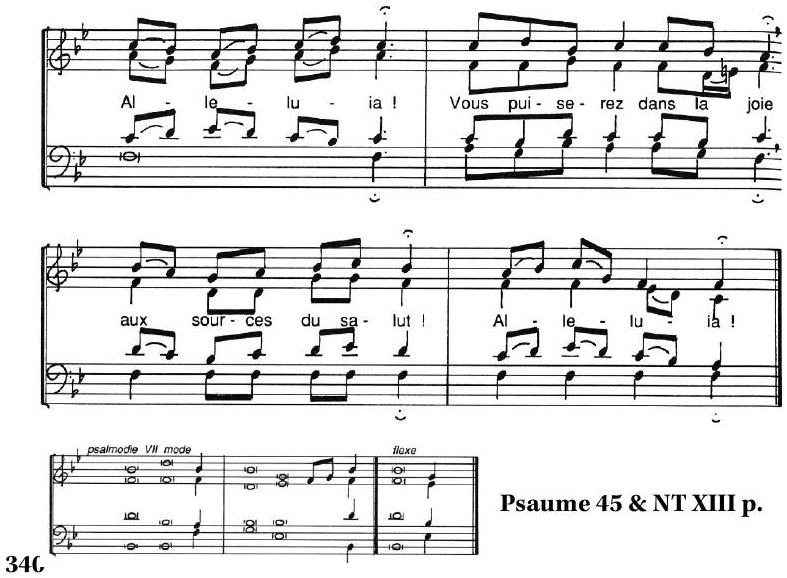 Al - le - lu - ia ! Vous pui - se - rez dans la joie
aux sour - ces du sa - lut ! Al - le - lu - ia !
psalmodie VII mode flexe
Psaume 45 & NT XIII p.